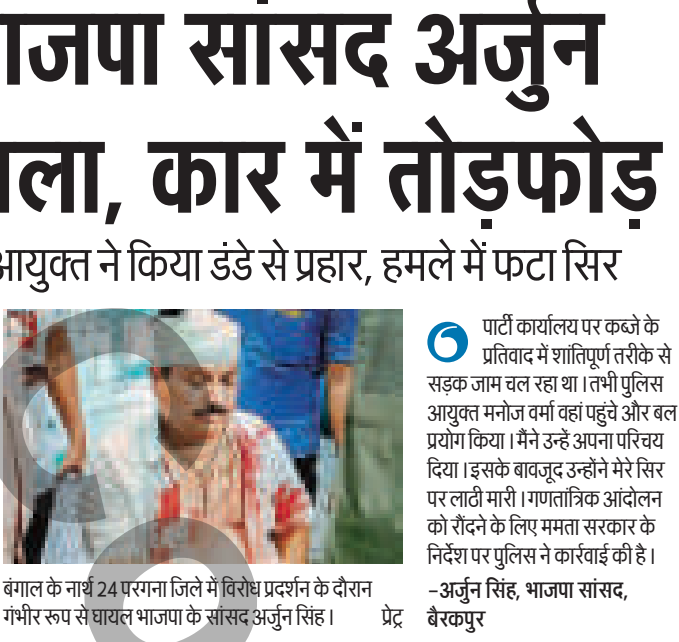 ाजपा सांसद अर्जुन
ला, कार में तोड़फोड़
आयुक्त ने किया डंडे से प्रहार, हमले में फटा सिर
पार्टी कार्यालय पर कब्जे के
प्रतिवाद में शांतिपूर्ण तरीके से
सड़क जाम चल रहा था। तभी पुलिस
आयुक्त मनोज वर्मा वहां पहुंचे और बल
प्रयोग किया। मैंने उन्हें अपना परिचय
दिया। इसके बावजूद उन्होंने मेरे सिर
पर लाठी मारी। गणतांत्रिक आंदोलन
को रौंदने के लिए ममता सरकार के
निर्देश पर पुलिस ने कार्रवाई की है।
-अर्जुन सिंह, भाजपा सांसद,
बैरकपुर
बंगाल के नार्थ 24 परगना जिले में विरोध प्रदर्शन के दौरान
गंभीर रूप से घायल भाजपा के सांसद अर्जुन सिंह। प्रेट्र